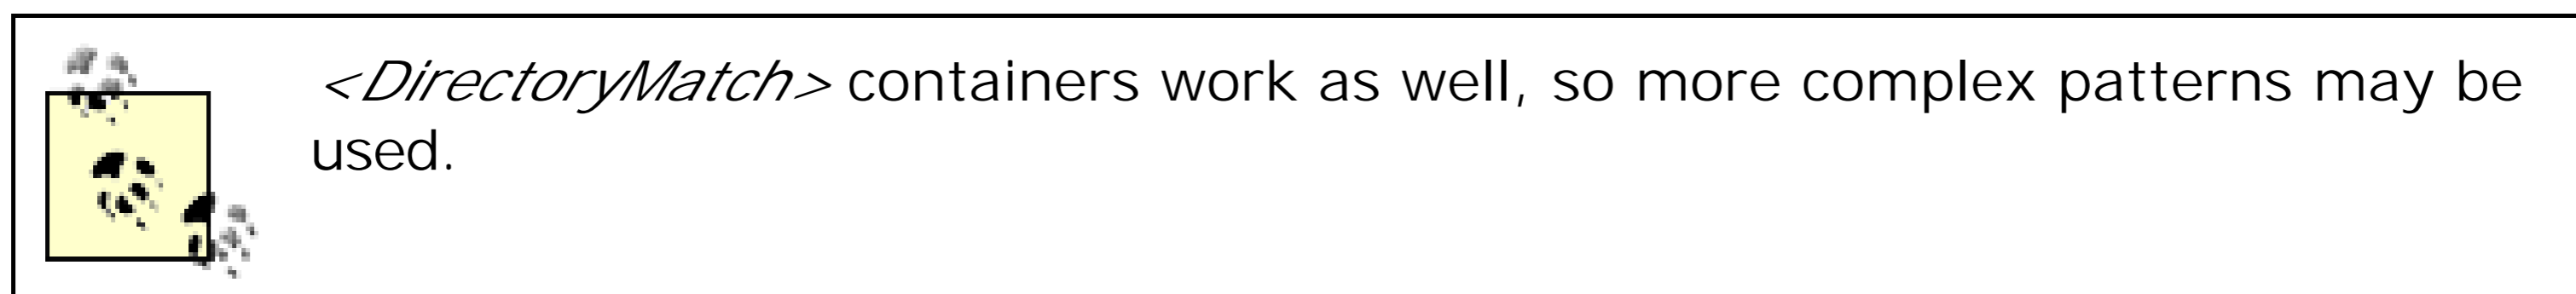 <DirectoryMatch> containers work as well, so more complex patterns may be
used.